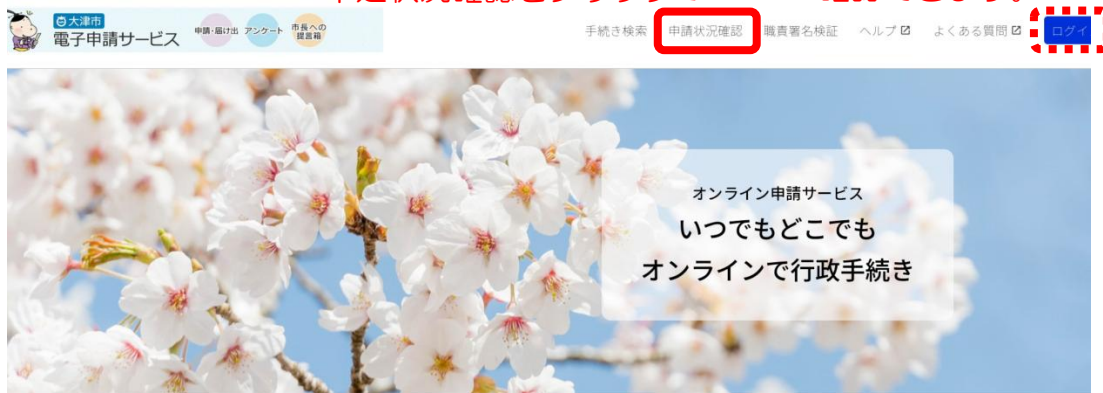 大津市
電子申請サービス
申請・届け出
アンケート
市長への
提言箱
手続き検索
申請状況確認
職責署名検証
ヘルプ
よくある質問
ログイ
オンライン申請サービス
いつでもどこでも
オンラインで行政手続き